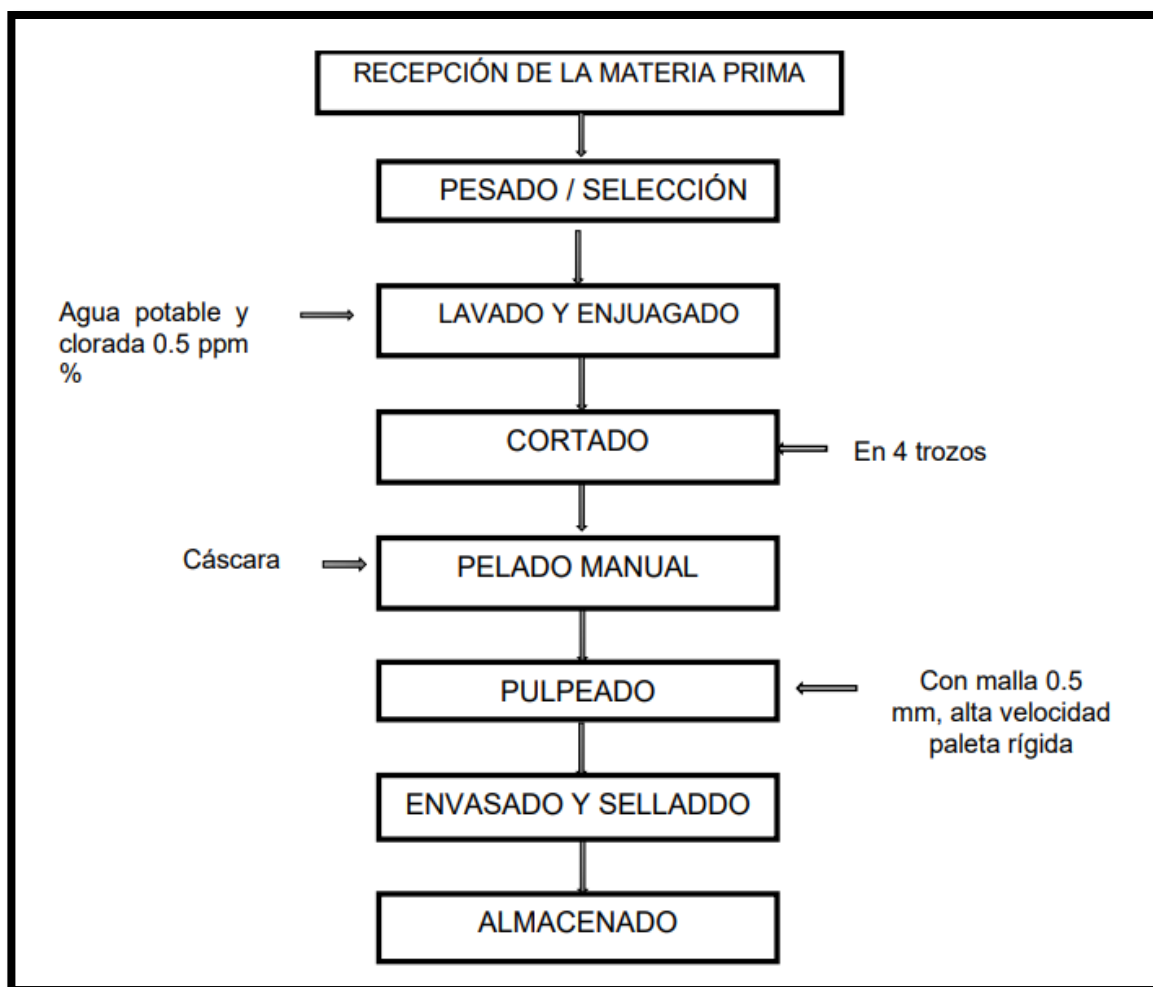 RECEPCIÓN DE LA MATERIA PRIMA
PESADO / SELECCIÓN
Agua potable y
clorada 0.5 ppm
%
LAVADO Y ENJUAGADO
CORTADO
En 4 trozos
Cáscara
PELADO MANUAL
PULPEADO
Con malla 0.5
mm, alta velocidad
paleta rígida
ENVASADO Y SELLADDO
ALMACENADO